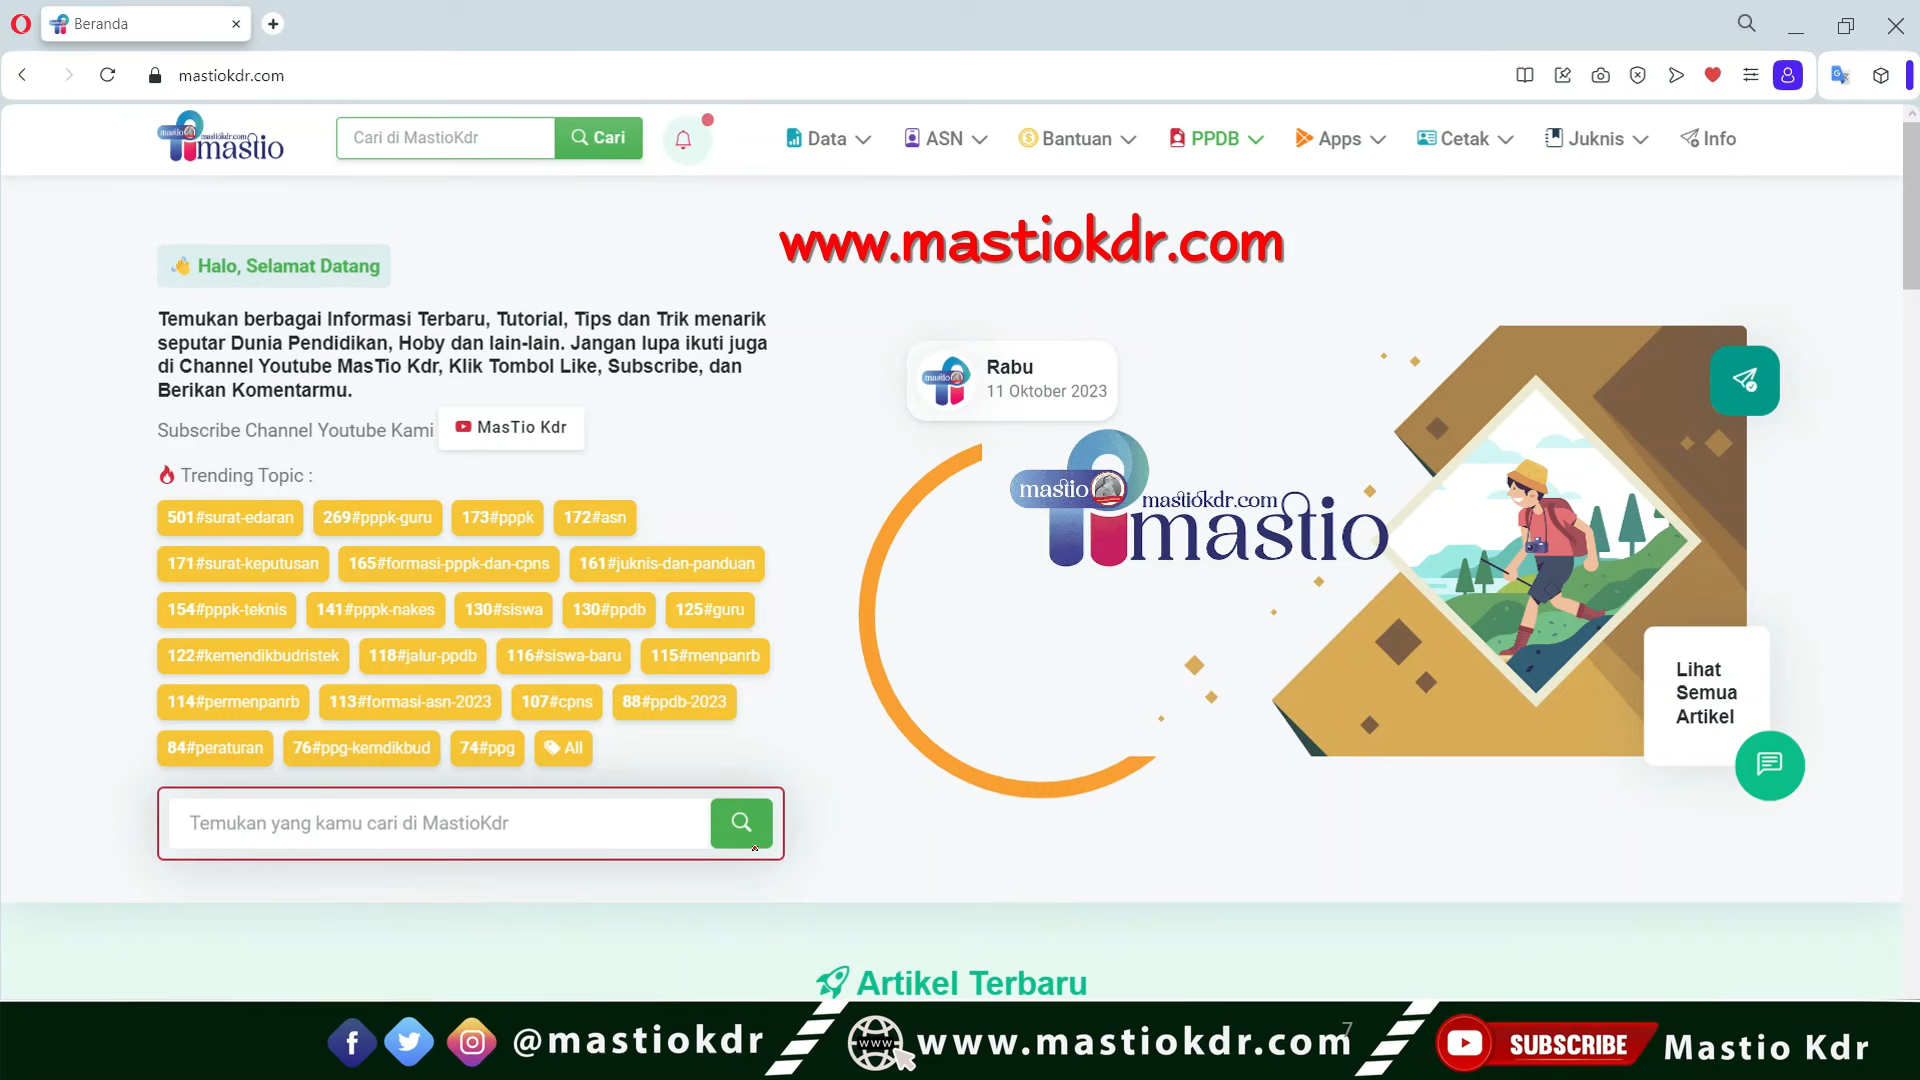 Beranda
mastiokdr.com
mastio
mastiokdr.com
mastio
Cari di MastioKdr
Cari
Data
ASN
Bantuan
PPDB
Apps
Cetak
Juknis
Info
www.mastiokdr.com
Halo, Selamat Datang
Temukan berbagai Informasi Terbaru, Tutorial, Tips dan Trik menarik
seputar Dunia Pendidikan, Hoby dan lain-lain. Jangan lupa ikuti juga
di Channel Youtube MasTio Kdr, Klik Tombol Like, Subscribe, dan
Berikan Komentarmu.
Subscribe Channel Youtube Kami
MasTio Kdr
Trending Topic :
501#surat-edaran 269#pppk-guru 173#pppk 172#asn
171#surat-keputusan 165#formasi-pppk-dan-cpns 161#juknis-dan-panduan
154#pppk-teknis 141#pppk-nakes 130#siswa 130#ppdb 125#guru
122#kemendikbudristek 118#jalur-ppdb 116#siswa-baru 115#menpanrb
114#permenpanrb 113#formasi-asn-2023 107#cpns 88#ppdb-2023
84#peraturan 76#ppg-kemdikbud 74#ppg All
Temukan yang kamu cari di MastioKdr
mastio
Rabu
11 Oktober 2023
mastio
mastiokdr.com
mastio
Lihat
Semua
Artikel
Artikel Terbaru
@mastiokdr
WWW
www.mastiokdr.com
7
SUBSCRIBE
Mastio Kdr